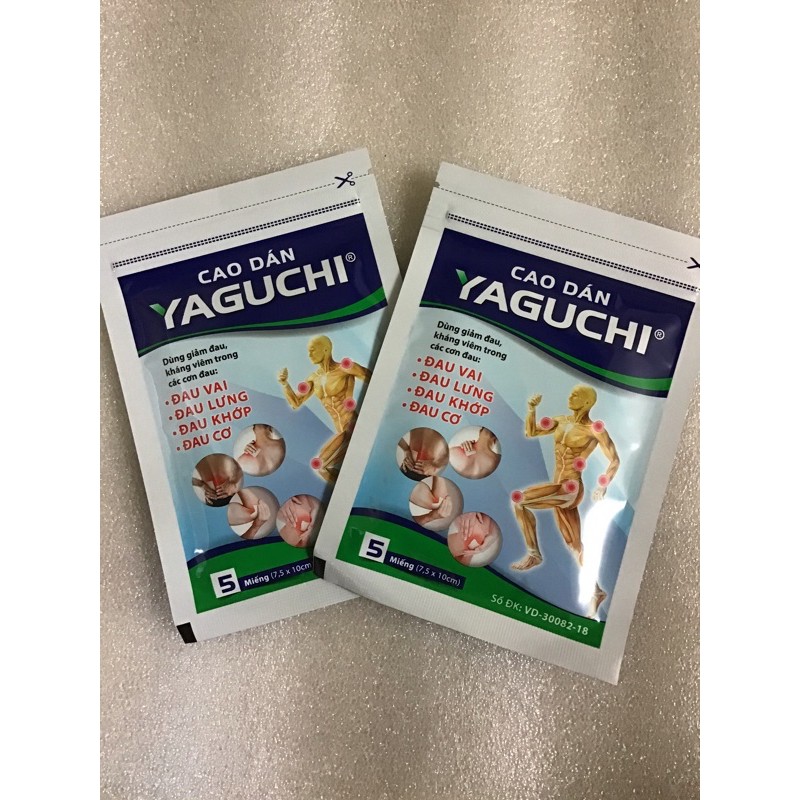 CAO DÁN
YAGUCHI®
Dùng giảm đau,
kháng viêm trong
các cơn đau:
• ĐAU VAI
• ĐAU LƯNG
• ĐAU KHỚP
• ĐAU CƠ
5 Miếng (7,5 x 10cm)
CAO DÁN
YAGUCHI®
Dùng giảm đau,
kháng viêm trong
các cơn đau:
• ĐAU VAI
• ĐAU LƯNG
• ĐAU KHỚP
• ĐAU CƠ
5 Miếng (7,5 x 10cm)
Số ĐK: VD-30082-18